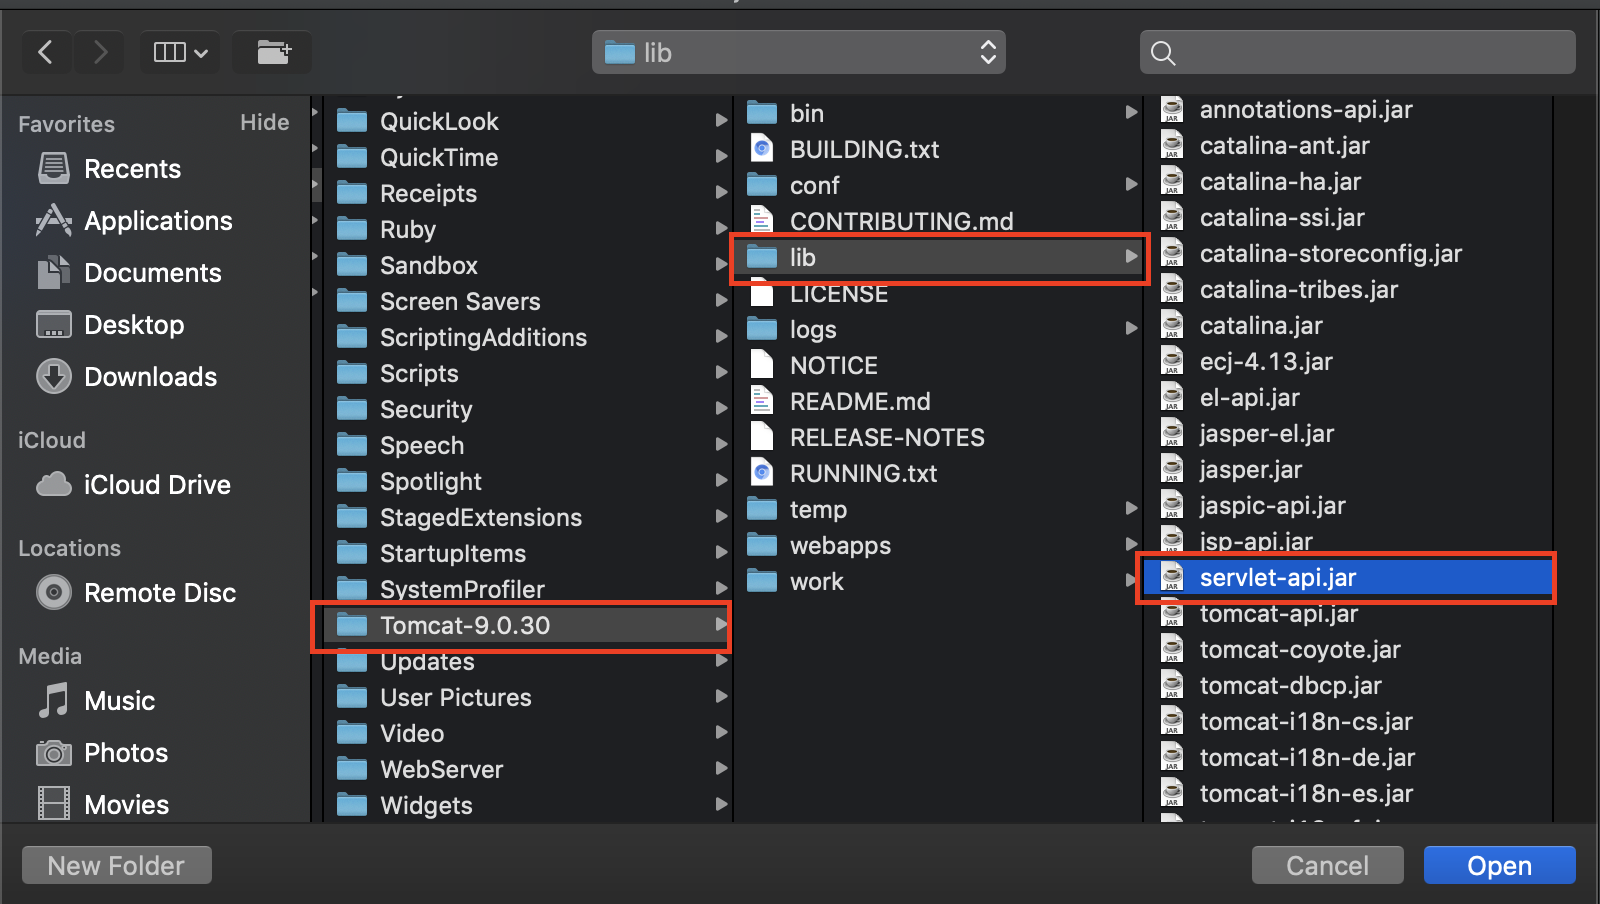 lib
Favorites
Hide
Recents
Applications
Documents
Desktop
Downloads
iCloud
iCloud Drive
Locations
Remote Disc
Media
Music
Photos
Movies
QuickLook
QuickTime
Receipts
Ruby
Sandbox
Screen Savers
ScriptingAdditions
Scripts
Security
Speech
Spotlight
StagedExtensions
StartupItems
SystemProfiler
Tomcat-9.0.30
Updates
User Pictures
Video
WebServer
Widgets
bin
BUILDING.txt
conf
CONTRIBUTING.md
lib
LICENSE
logs
NOTICE
README.md
RELEASE-NOTES
RUNNING.txt
temp
webapps
work
annotations-api.jar
catalina-ant.jar
catalina-ha.jar
catalina-ssi.jar
catalina-storeconfig.jar
catalina-tribes.jar
catalina.jar
ecj-4.13.jar
el-api.jar
jasper-el.jar
jasper.jar
jaspic-api.jar
jsp-api.jar
servlet-api.jar
tomcat-api.jar
tomcat-coyote.jar
tomcat-dbcp.jar
tomcat-i18n-cs.jar
tomcat-i18n-de.jar
tomcat-i18n-es.jar
New Folder
Cancel
Open